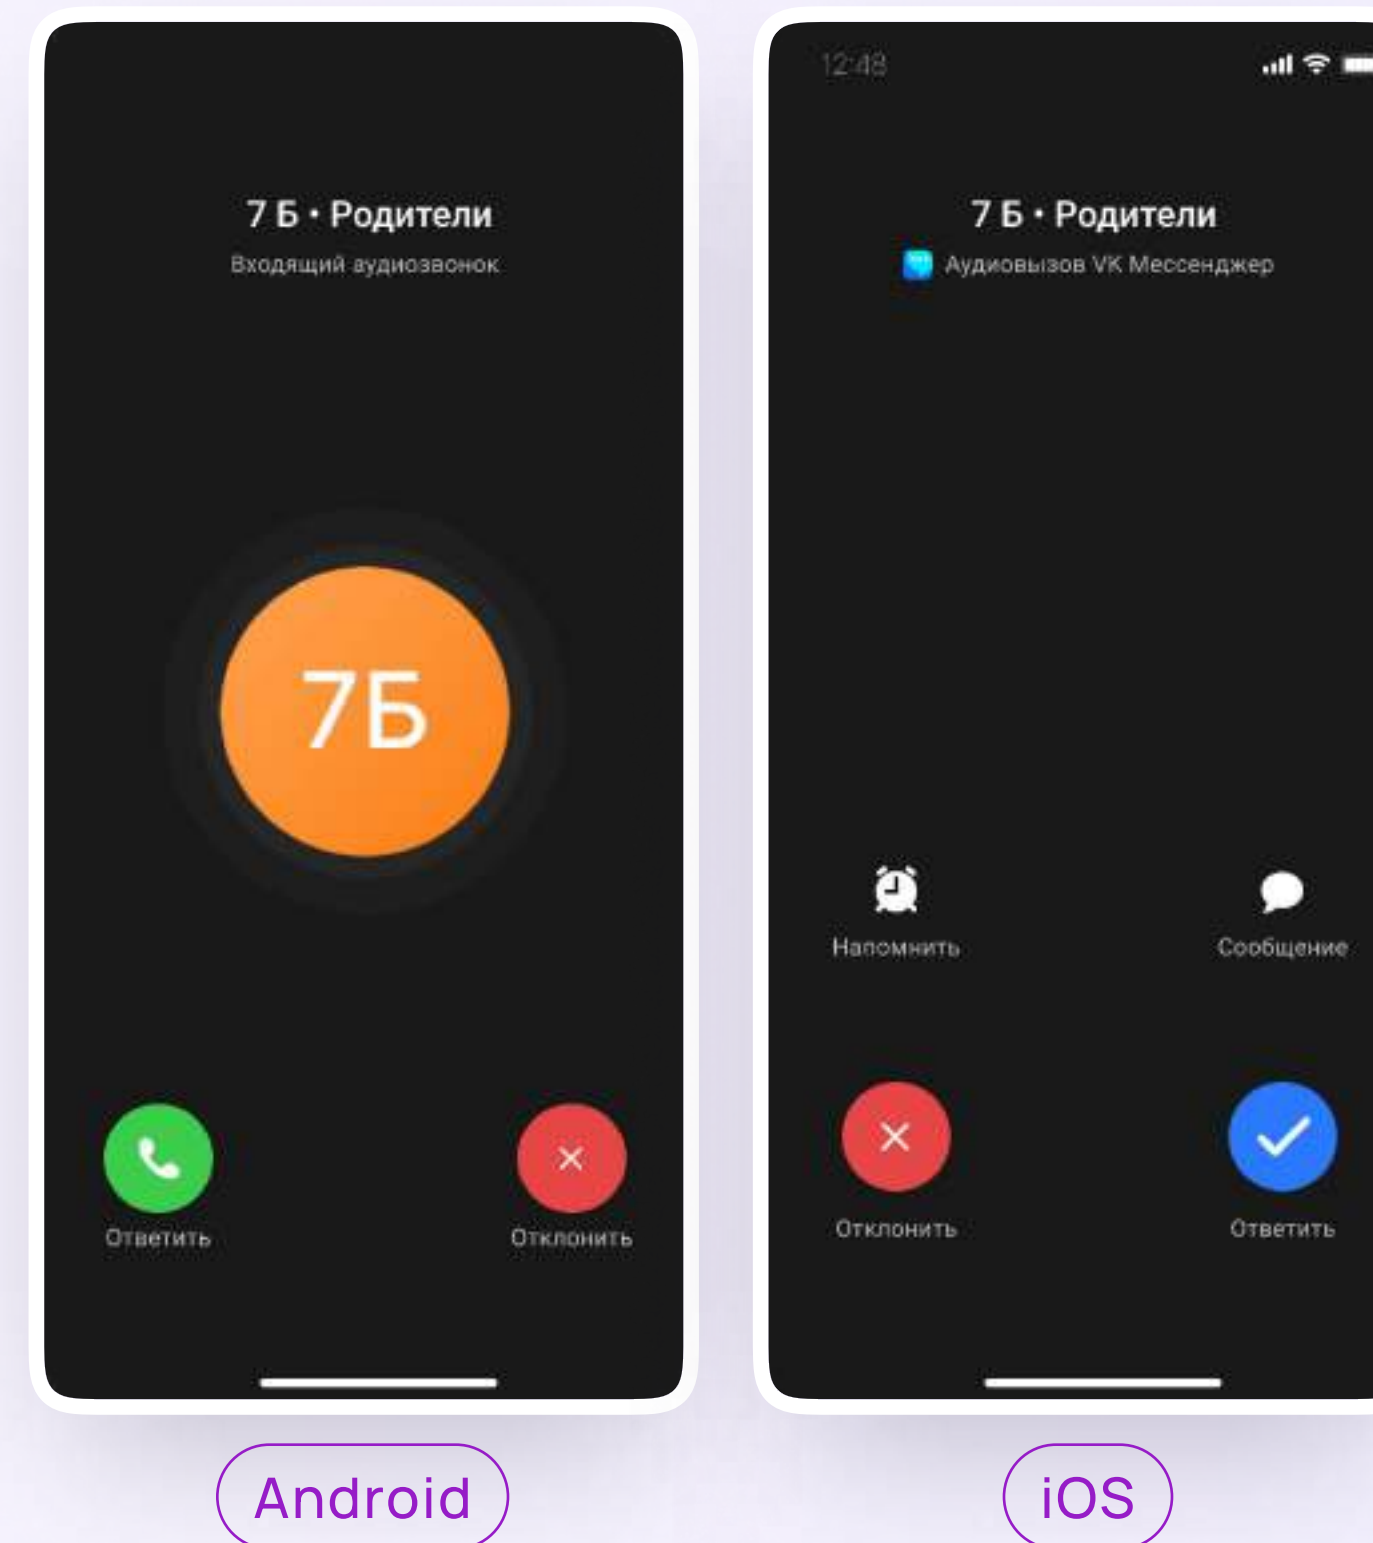 7 Б • Родители
Входящий аудиозвонок
7Б
Ответить
Отклонить
Android
12:48
7 Б • Родители
Аудиовызов VK Мессенджер
Напомнить
Сообщение
Отклонить
Ответить
iOS